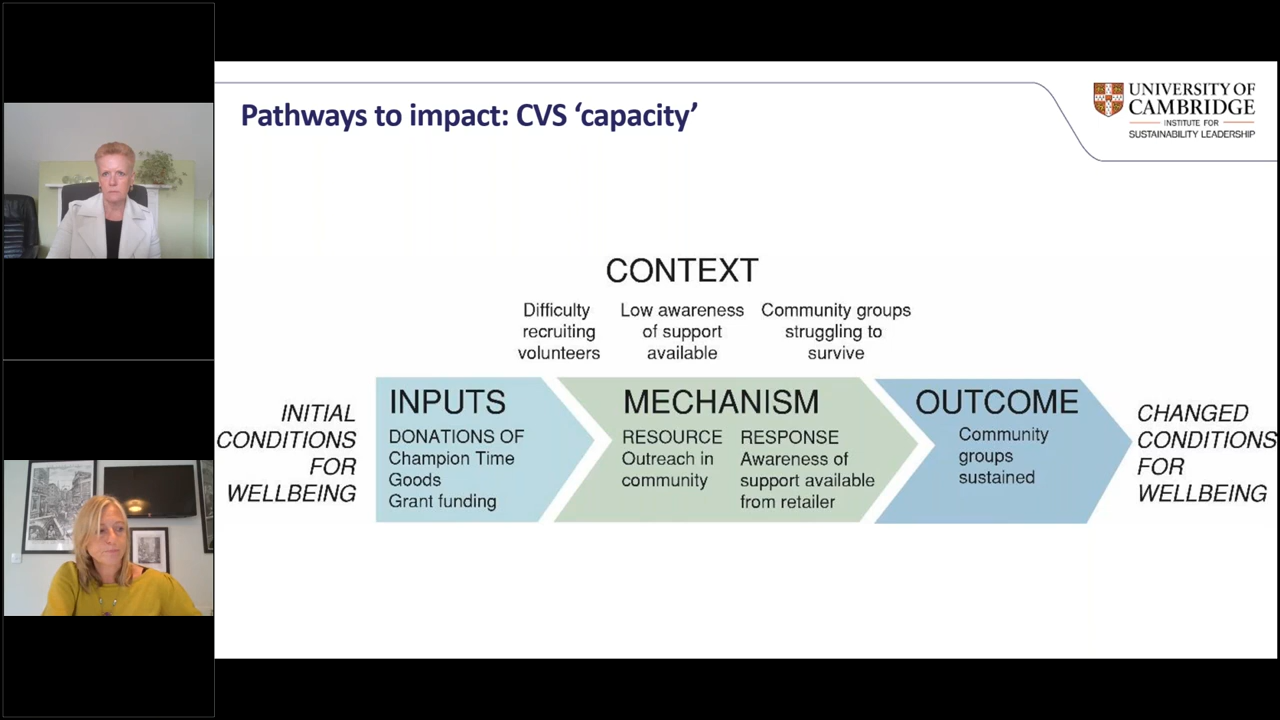 Pathways to impact: CVS ‘capacity’
UNIVERSITY OF
CAMBRIDGE
INSTITUTE FOR
SUSTAINABILITY LEADERSHIP
CONTEXT
Difficulty
recruiting
volunteers
Low awareness
of support
available
Community groups
struggling to
survive
INITIAL
CONDITIONS
FOR
WELLBEING
INPUTS
DONATIONS OF
Champion Time
Goods
Grant funding
MECHANISM
RESOURCE
Outreach in
community
RESPONSE
Awareness of
support available
from retailer
OUTCOME
Community
groups
sustained
CHANGED
CONDITIONS
FOR
WELLBEING